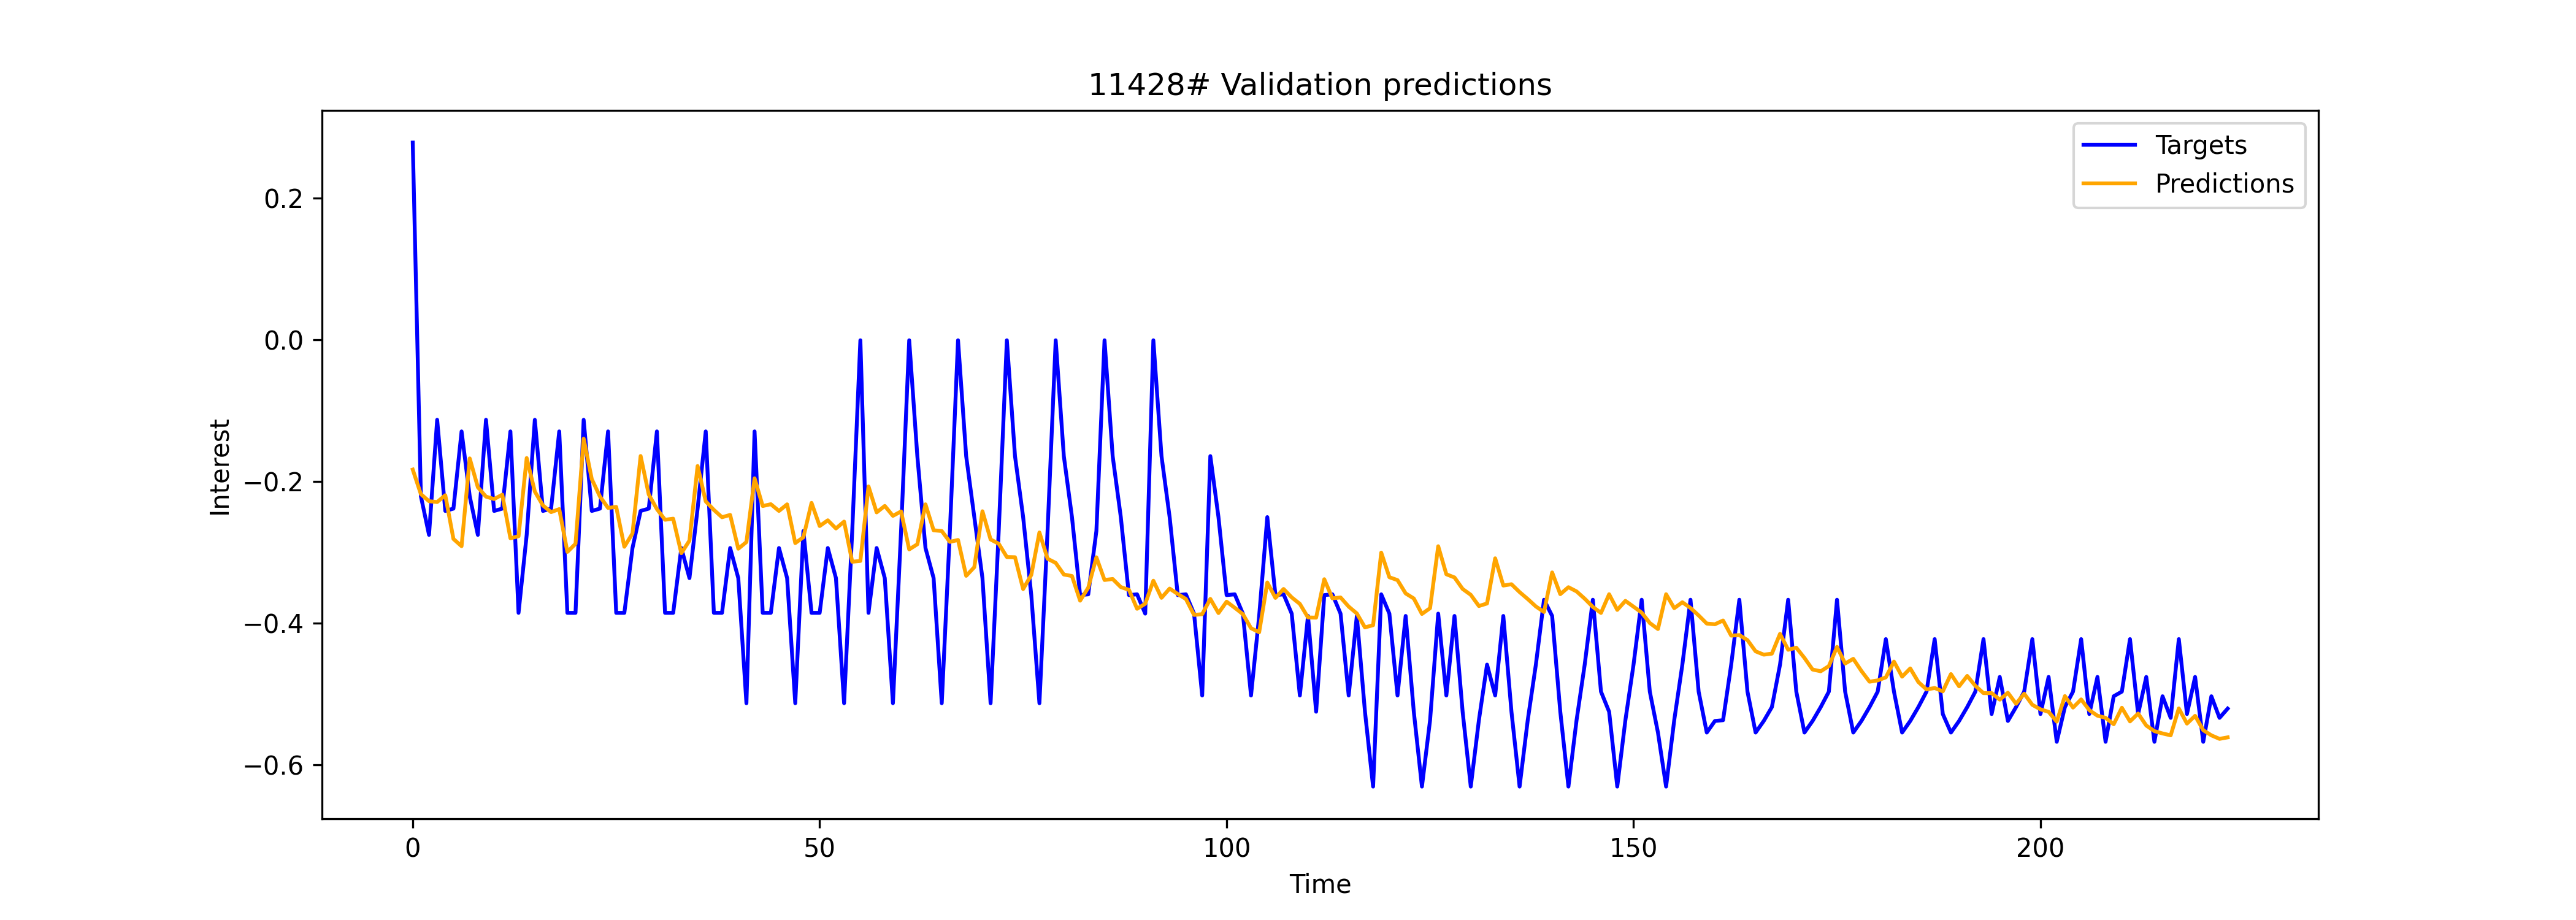 11428# Validation predictions
Targets
Predictions
Interest
0.2
0.0
−0.2
−0.4
−0.6
0
50
100
150
200
Time